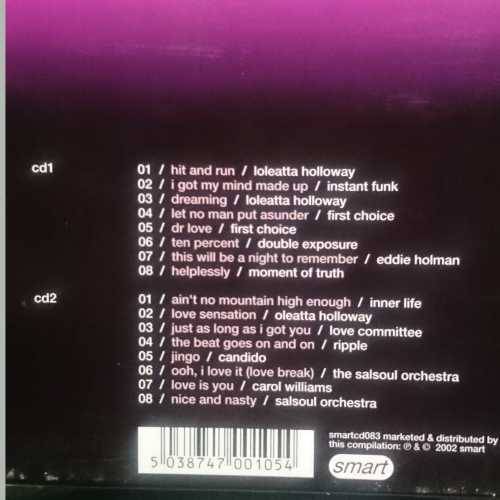 cd1
01 / hit and run / loleatta holloway
02 / i got my mind made up / instant funk
03 / dreaming / loleatta holloway
04 / let no man put asunder / first choice
05 / dr love / first choice
06 / ten percent / double exposure
07 / this will be a night to remember / eddie holman
08 / helplessly / moment of truth
cd2
01 / ain't no mountain high enough / inner life
02 / love sensation / oleatta holloway
03 / just as long as i got you / love committee
04 / the beat goes on and on / ripple
05 / jingo / candido
06 / ooh, i love it (love break) / the salsoul orchestra
07 / love is you / carol williams
08 / nice and nasty / salsoul orchestra
smartcd083 marketed & distributed by
this compilation: ℗ & © 2002 smart
smart
5 038747 001054